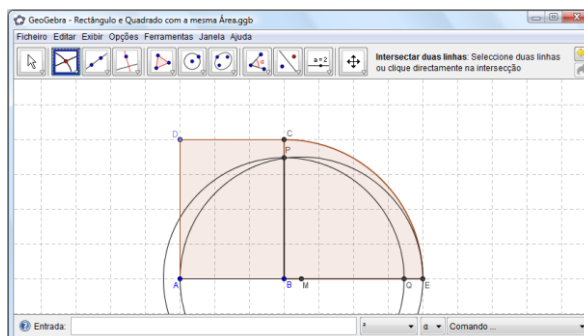 GeoGebra - Rectângulo e Quadrado com a mesma Área.ggb
Ficheiro Editar Exibir Opções Ferramentas Janela Ajuda
a=2
Intersectar duas linhas: Seleccione duas linhas
ou clique directamente na intersecção
D
C
P
A
B
M
Q
E
Entrada:
²
α
Comando ...